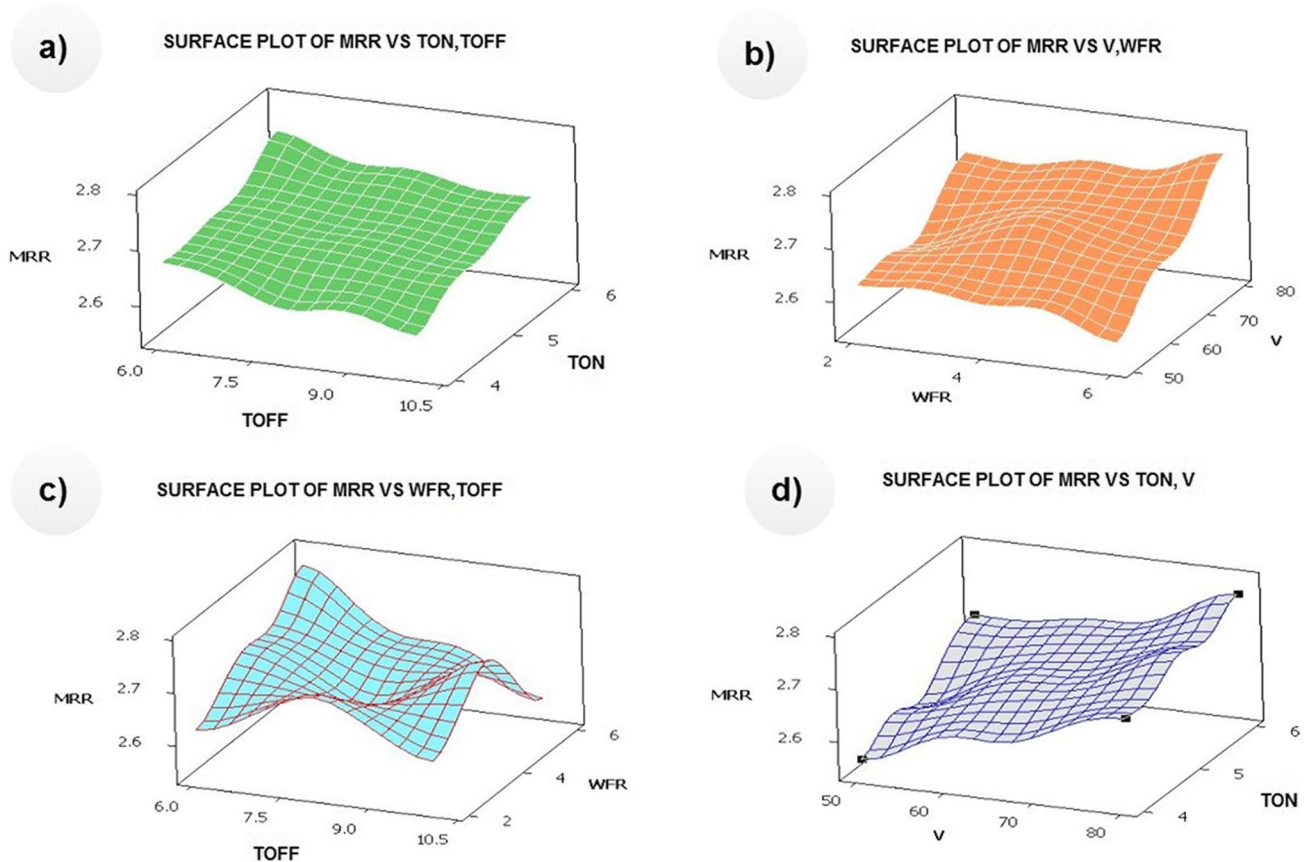 a)
SURFACE PLOT OF MRR VS TON,TOFF
2.8
2.7
MRR
2.6
6.0
7.5
9.0
10.5
TOFF
4
5
6
TON
b)
SURFACE PLOT OF MRR VS V,WFR
2.8
2.7
MRR
2.6
2
4
6
WFR
50
60
70
80
V
c)
SURFACE PLOT OF MRR VS WFR,TOFF
2.8
2.7
MRR
2.6
6.0
7.5
9.0
10.5
TOFF
2
4
6
WFR
d)
SURFACE PLOT OF MRR VS TON, V
2.8
2.7
MRR
2.6
50
60
70
80
V
4
5
6
TON